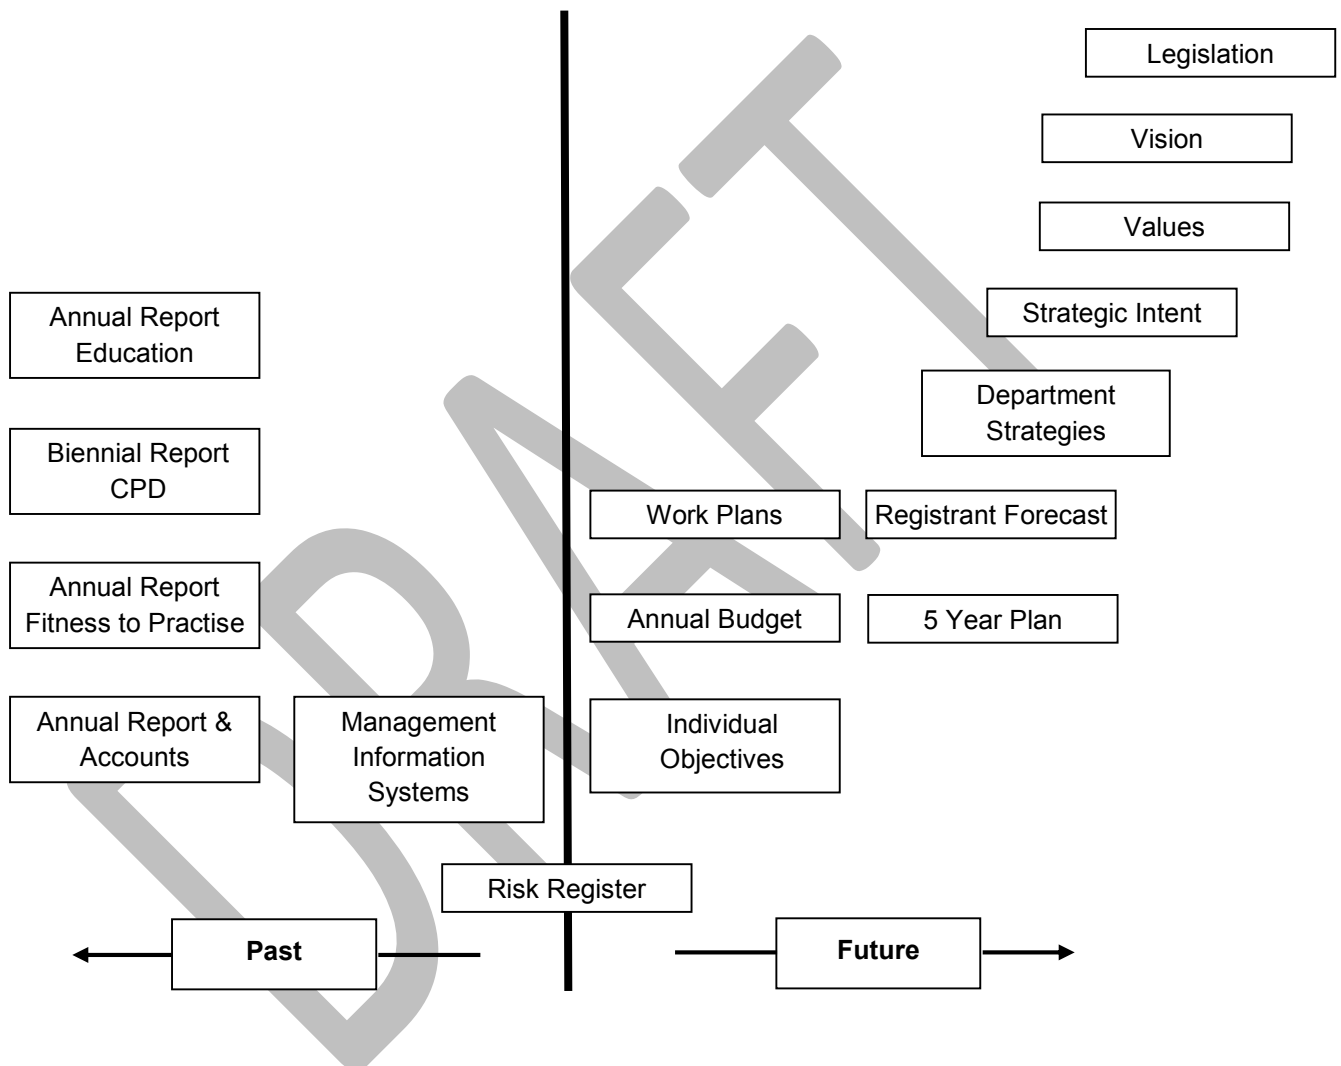 Legislation
Vision
Values
Strategic Intent
Annual Report
Education
Department
Strategies
Biennial Report
CPD
Work Plans
Registrant Forecast
Annual Report
Fitness to Practise
Annual Budget
5 Year Plan
Annual Report &
Accounts
Management
Information
Systems
Individual
Objectives
Risk Register
Past
Future
DRAFT